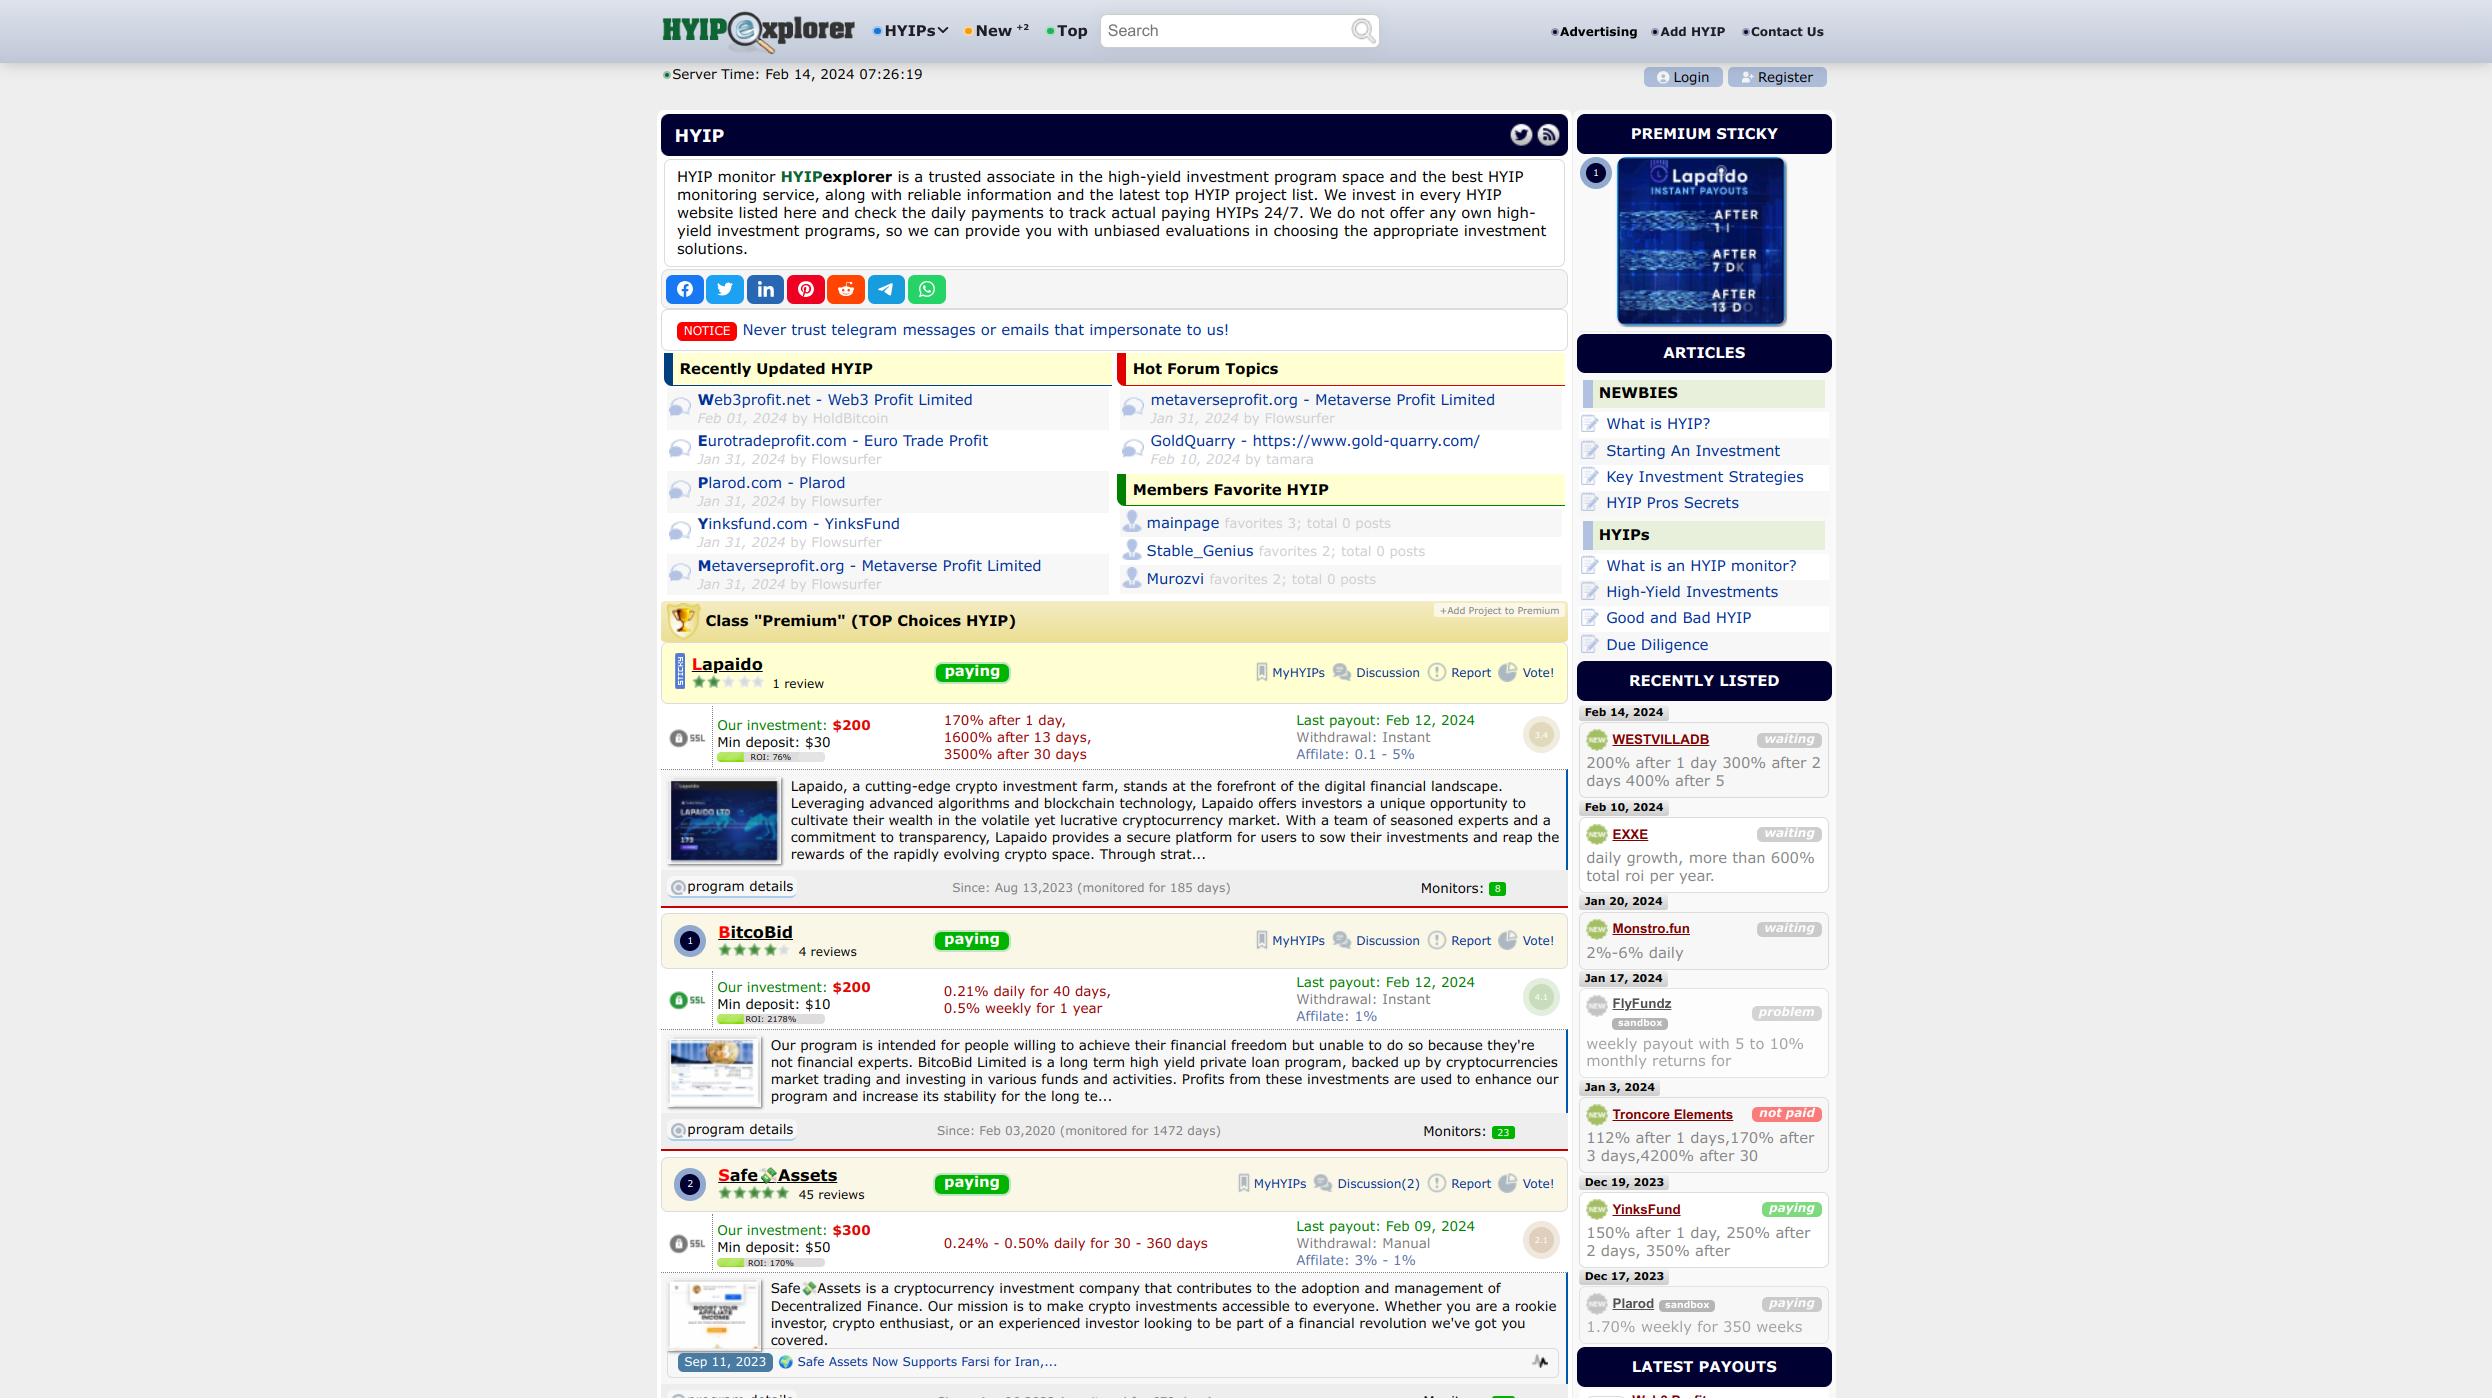 HYIPexplorer
HYIPs
New +2
Top
Search
Advertising
Add HYIP
Contact Us
Server Time: Feb 14, 2024 07:26:19
Login
Register
HYIP
HYIP monitor HYIPexplorer is a trusted associate in the high-yield investment program space and the best HYIP
monitoring service, along with reliable information and the latest top HYIP project list. We invest in every HYIP
website listed here and check the daily payments to track actual paying HYIPs 24/7. We do not offer any own high-
yield investment programs, so we can provide you with unbiased evaluations in choosing the appropriate investment
solutions.
NOTICE Never trust telegram messages or emails that impersonate to us!
Recently Updated HYIP
Web3profit.net - Web3 Profit Limited
Feb 01, 2024 by HoldBitcoin
Eurotradeprofit.com - Euro Trade Profit
Jan 31, 2024 by Flowsurfer
Plarod.com - Plarod
Jan 31, 2024 by Flowsurfer
Yinksfund.com - YinksFund
Jan 31, 2024 by Flowsurfer
Metaverseprofit.org - Metaverse Profit Limited
Jan 31, 2024 by Flowsurfer
Hot Forum Topics
metaverseprofit.org - Metaverse Profit Limited
Jan 31, 2024 by Flowsurfer
GoldQuarry - https://www.gold-quarry.com/
Feb 10, 2024 by tamara
Members Favorite HYIP
mainpage favorites 3; total 0 posts
Stable_Genius favorites 2; total 0 posts
Murozvi favorites 2; total 0 posts
Class "Premium" (TOP Choices HYIP)
+Add Project to Premium
STICKY
Lapaido
1 review
paying
MyHYIPs
Discussion
Report
Vote!
SSL
Our investment: $200
Min deposit: $30
ROI: 76%
170% after 1 day,
1600% after 13 days,
3500% after 30 days
Last payout: Feb 12, 2024
Withdrawal: Instant
Affilate: 0.1 - 5%
3.4
LAPAIDO LTD
Lapaido, a cutting-edge crypto investment farm, stands at the forefront of the digital financial landscape.
Leveraging advanced algorithms and blockchain technology, Lapaido offers investors a unique opportunity to
cultivate their wealth in the volatile yet lucrative cryptocurrency market. With a team of seasoned experts and a
commitment to transparency, Lapaido provides a secure platform for users to sow their investments and reap the
rewards of the rapidly evolving crypto space. Through strat...
program details
Since: Aug 13,2023 (monitored for 185 days)
Monitors: 8
1
BitcoBid
4 reviews
paying
MyHYIPs
Discussion
Report
Vote!
SSL
Our investment: $200
Min deposit: $10
ROI: 2178%
0.21% daily for 40 days,
0.5% weekly for 1 year
Last payout: Feb 12, 2024
Withdrawal: Instant
Affilate: 1%
4.1
Our program is intended for people willing to achieve their financial freedom but unable to do so because they're
not financial experts. BitcoBid Limited is a long term high yield private loan program, backed up by cryptocurrencies
market trading and investing in various funds and activities. Profits from these investments are used to enhance our
program and increase its stability for the long te...
program details
Since: Feb 03,2020 (monitored for 1472 days)
Monitors: 23
2
Safe💸Assets
45 reviews
paying
MyHYIPs
Discussion(2)
Report
Vote!
SSL
Our investment: $300
Min deposit: $50
ROI: 170%
0.24% - 0.50% daily for 30 - 360 days
Last payout: Feb 09, 2024
Withdrawal: Manual
Affilate: 3% - 1%
2.1
BOOST YOUR
AFFILIATE
INCOME
Safe💸Assets is a cryptocurrency investment company that contributes to the adoption and management of
Decentralized Finance. Our mission is to make crypto investments accessible to everyone. Whether you are a rookie
investor, crypto enthusiast, or an experienced investor looking to be part of a financial revolution we've got you
covered.
Sep 11, 2023 🌍 Safe Assets Now Supports Farsi for Iran,...
program details
PREMIUM STICKY
1
Lapaido
INSTANT PAYOUTS
AFTER
1
AFTER
7 D
AFTER
13 D
ARTICLES
NEWBIES
What is HYIP?
Starting An Investment
Key Investment Strategies
HYIP Pros Secrets
HYIPs
What is an HYIP monitor?
High-Yield Investments
Good and Bad HYIP
Due Diligence
RECENTLY LISTED
Feb 14, 2024
NEW WESTVILLADB waiting
200% after 1 day 300% after 2
days 400% after 5
Feb 10, 2024
NEW EXXE waiting
daily growth, more than 600%
total roi per year.
Jan 20, 2024
NEW Monstro.fun waiting
2%-6% daily
Jan 17, 2024
NEW FlyFundz
sandbox
problem
weekly payout with 5 to 10%
monthly returns for
Jan 3, 2024
NEW Troncore Elements not paid
112% after 1 days,170% after
3 days,4200% after 30
Dec 19, 2023
NEW YinksFund paying
150% after 1 day, 250% after
2 days, 350% after
Dec 17, 2023
NEW Plarod sandbox paying
1.70% weekly for 350 weeks
LATEST PAYOUTS